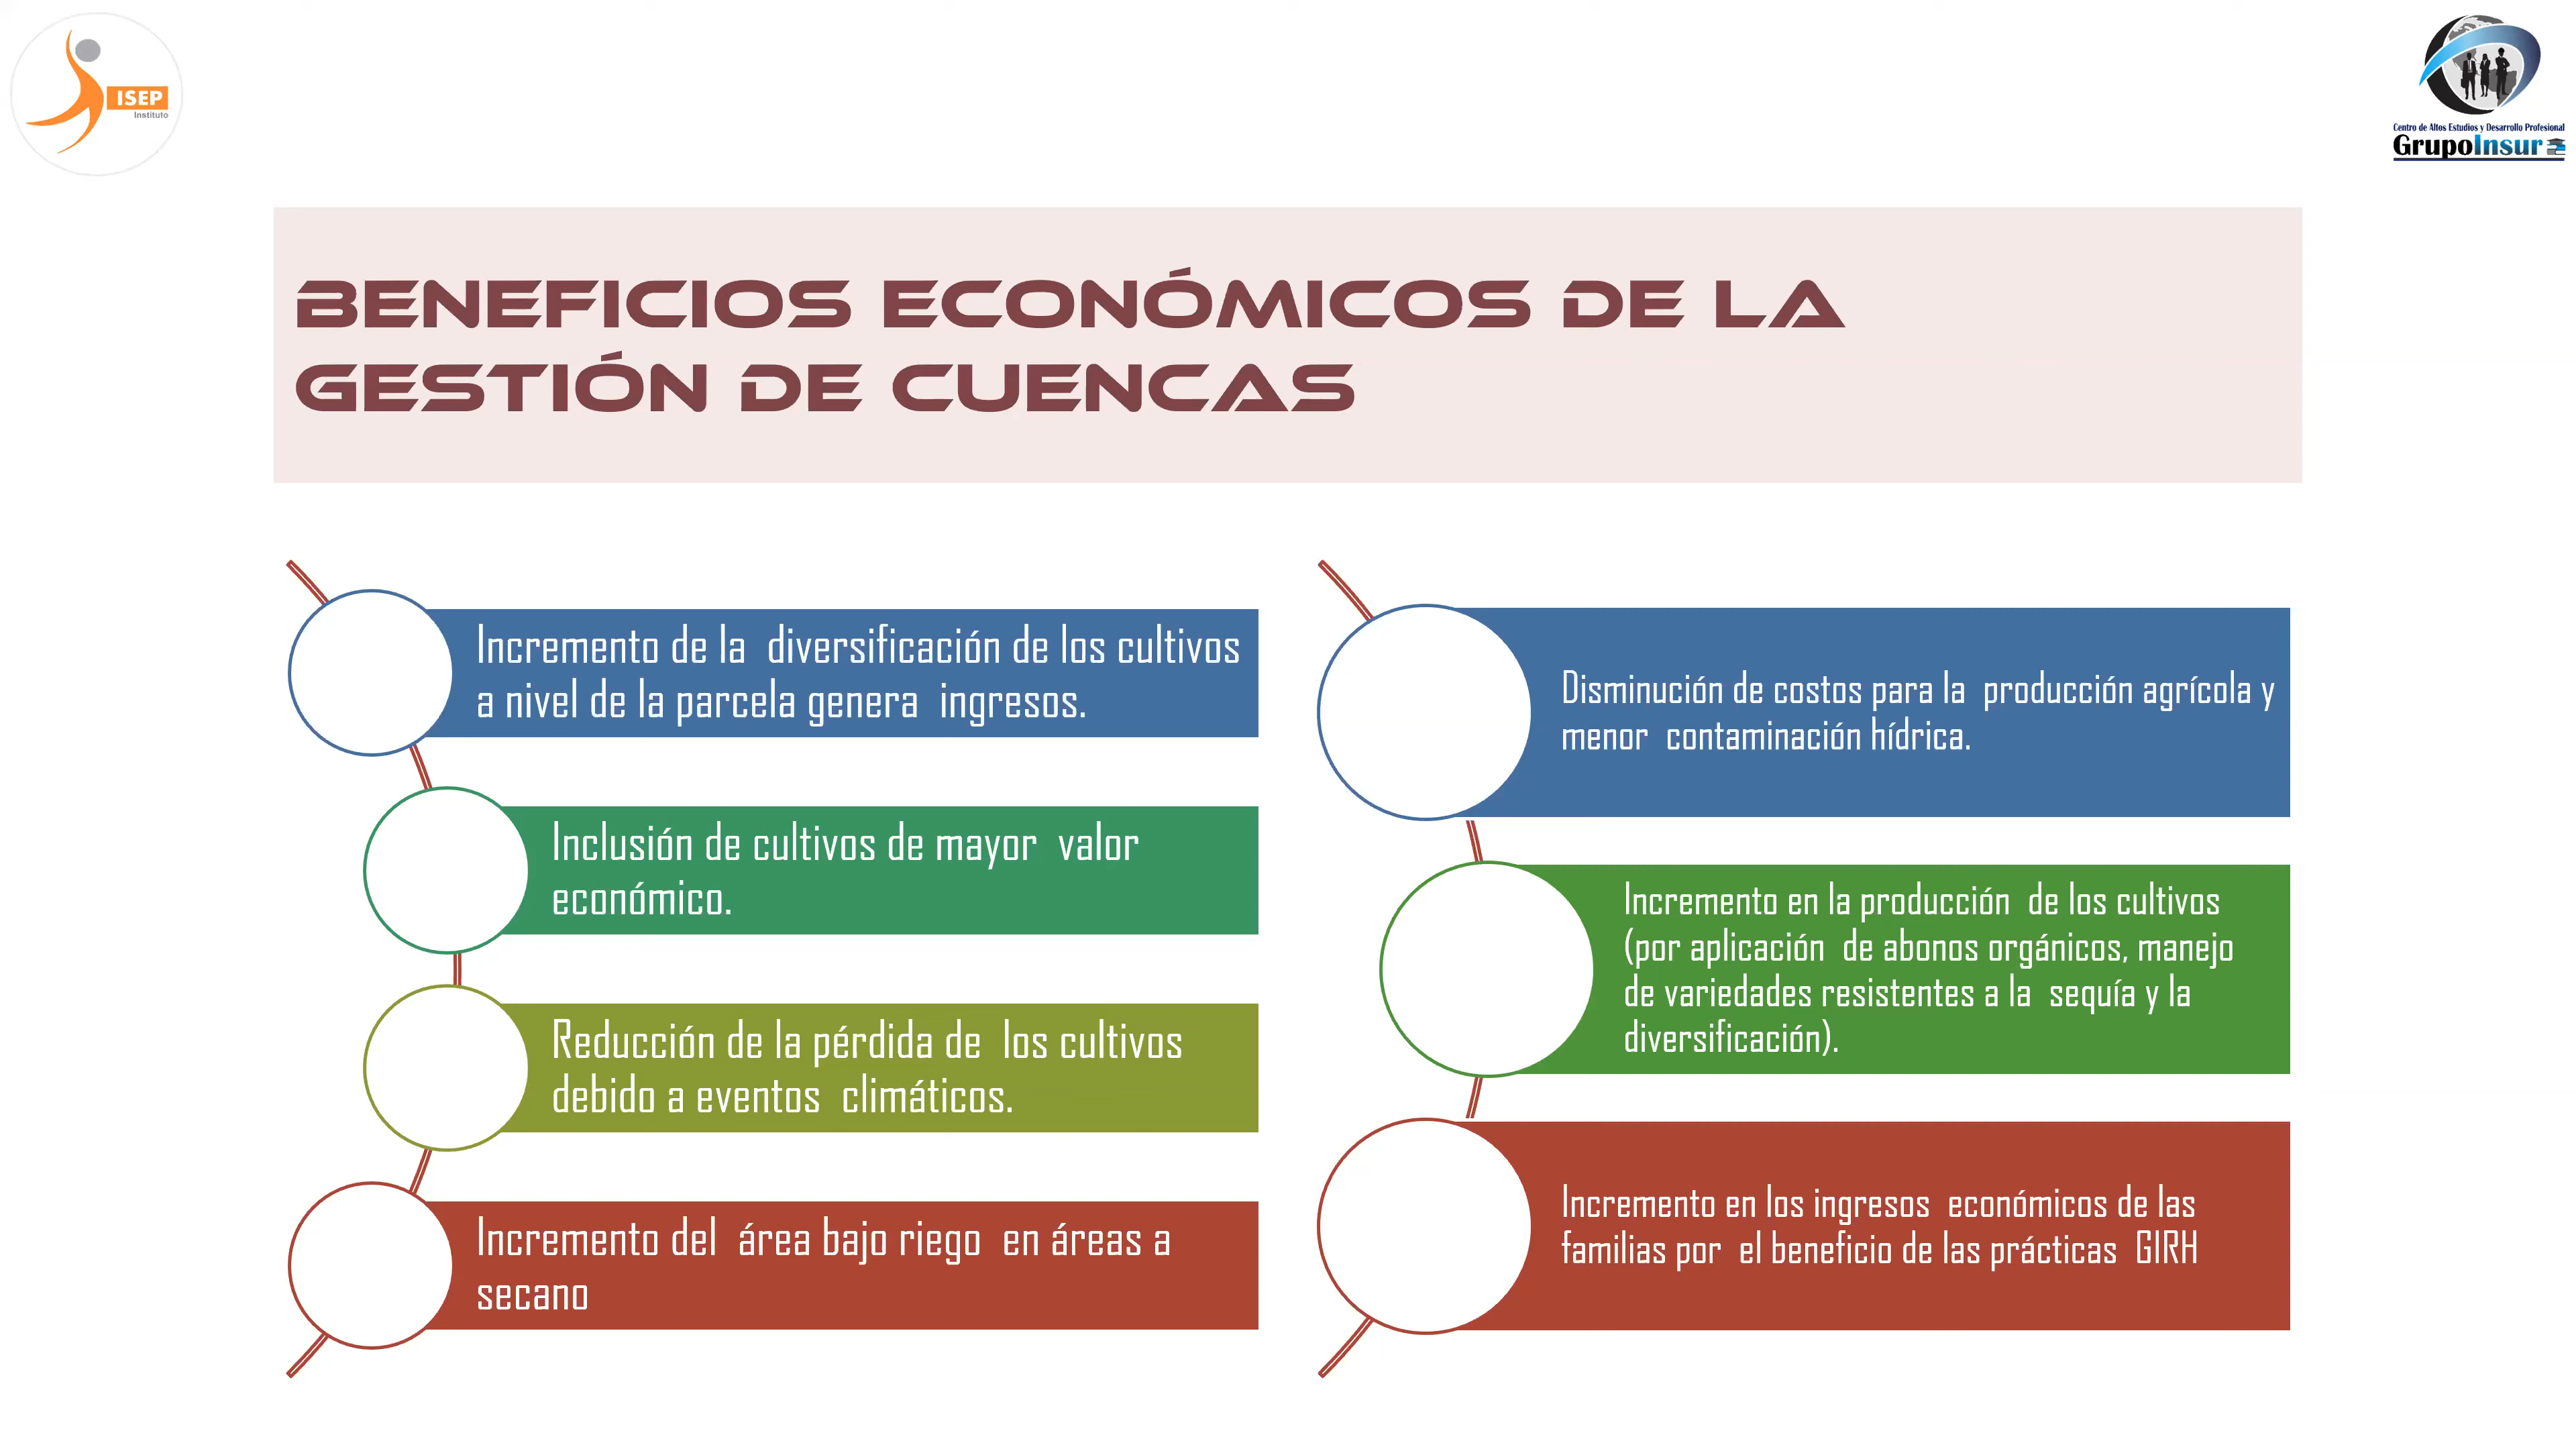 ISEP
Instituto
Centro de Altos Estudios y Desarrollo Profesional
GrupoInsur
BENEFICIOS ECONÓMICOS DE LA
GESTIÓN DE CUENCAS
Incremento de la diversificación de los cultivos
a nivel de la parcela genera ingresos.
Inclusión de cultivos de mayor valor
económico.
Reducción de la pérdida de los cultivos
debido a eventos climáticos.
Incremento del área bajo riego en áreas a
secano
Disminución de costos para la producción agrícola y
menor contaminación hídrica.
Incremento en la producción de los cultivos
(por aplicación de abonos orgánicos, manejo
de variedades resistentes a la sequía y la
diversificación).
Incremento en los ingresos económicos de las
familias por el beneficio de las prácticas GIRH